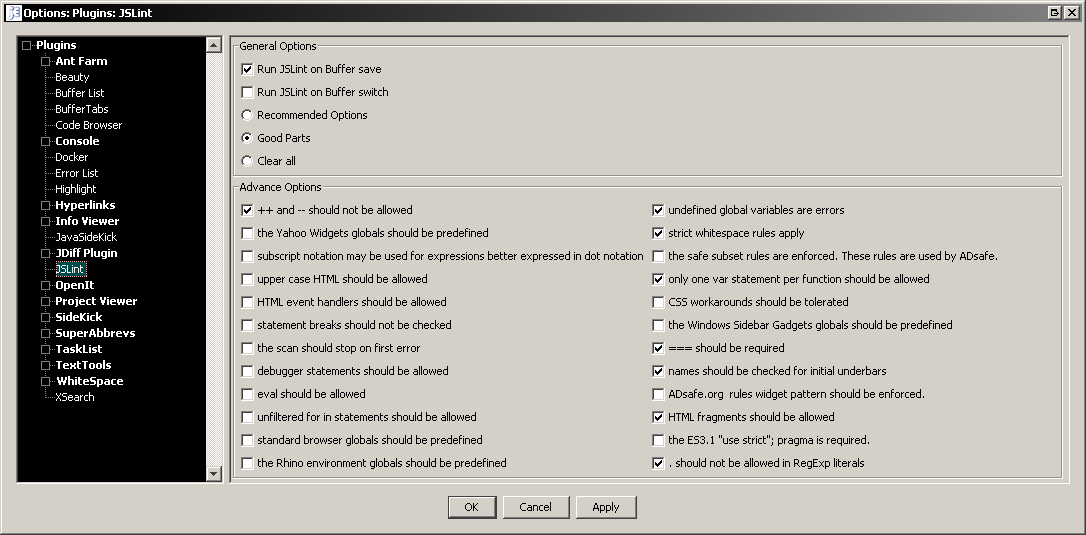 Options: Plugins: JSLint
Plugins
Ant Farm
Beauty
Buffer List
BufferTabs
Code Browser
Console
Docker
Error List
Highlight
Hyperlinks
Info Viewer
JavaSideKick
JDiff Plugin
JSLint
OpenIt
Project Viewer
SideKick
SuperAbbrevs
TaskList
TextTools
WhiteSpace
XSearch
General Options
Run JSLint on Buffer save
Run JSLint on Buffer switch
Recommended Options
Good Parts
Clear all
Advance Options
++ and -- should not be allowed
the Yahoo Widgets globals should be predefined
subscript notation may be used for expressions better expressed in dot notation
upper case HTML should be allowed
HTML event handlers should be allowed
statement breaks should not be checked
the scan should stop on first error
debugger statements should be allowed
eval should be allowed
unfiltered for in statements should be allowed
standard browser globals should be predefined
the Rhino environment globals should be predefined
undefined global variables are errors
strict whitespace rules apply
the safe subset rules are enforced. These rules are used by ADsafe.
only one var statement per function should be allowed
CSS workarounds should be tolerated
the Windows Sidebar Gadgets globals should be predefined
=== should be required
names should be checked for initial underbars
ADsafe.org  rules widget pattern should be enforced.
HTML fragments should be allowed
the ES3.1 "use strict"; pragma is required.
. should not be allowed in RegExp literals
OK
Cancel
Apply